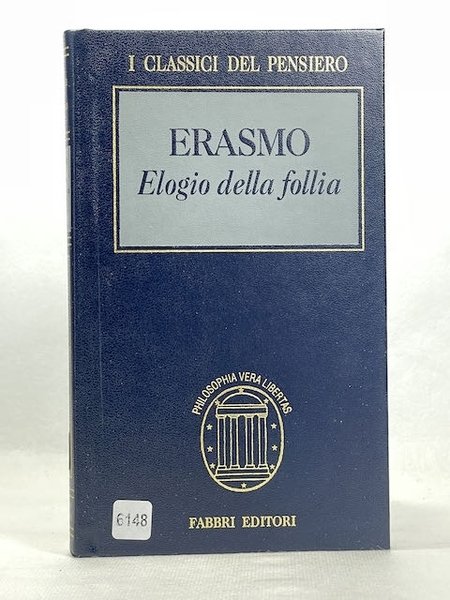 I CLASSICI DEL PENSIERO
ERASMO
Elogio della follia
PHILOSOPHIA VERA LIBERTAS
6148
FABBRI EDITORI